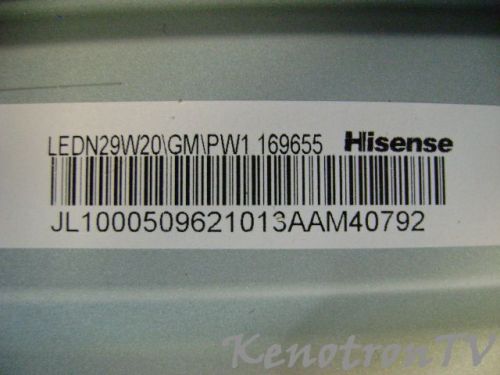 LEDN29W20\GM\PW1 169655 Hisense
JL1000509621013AAM40792
KenotronTV